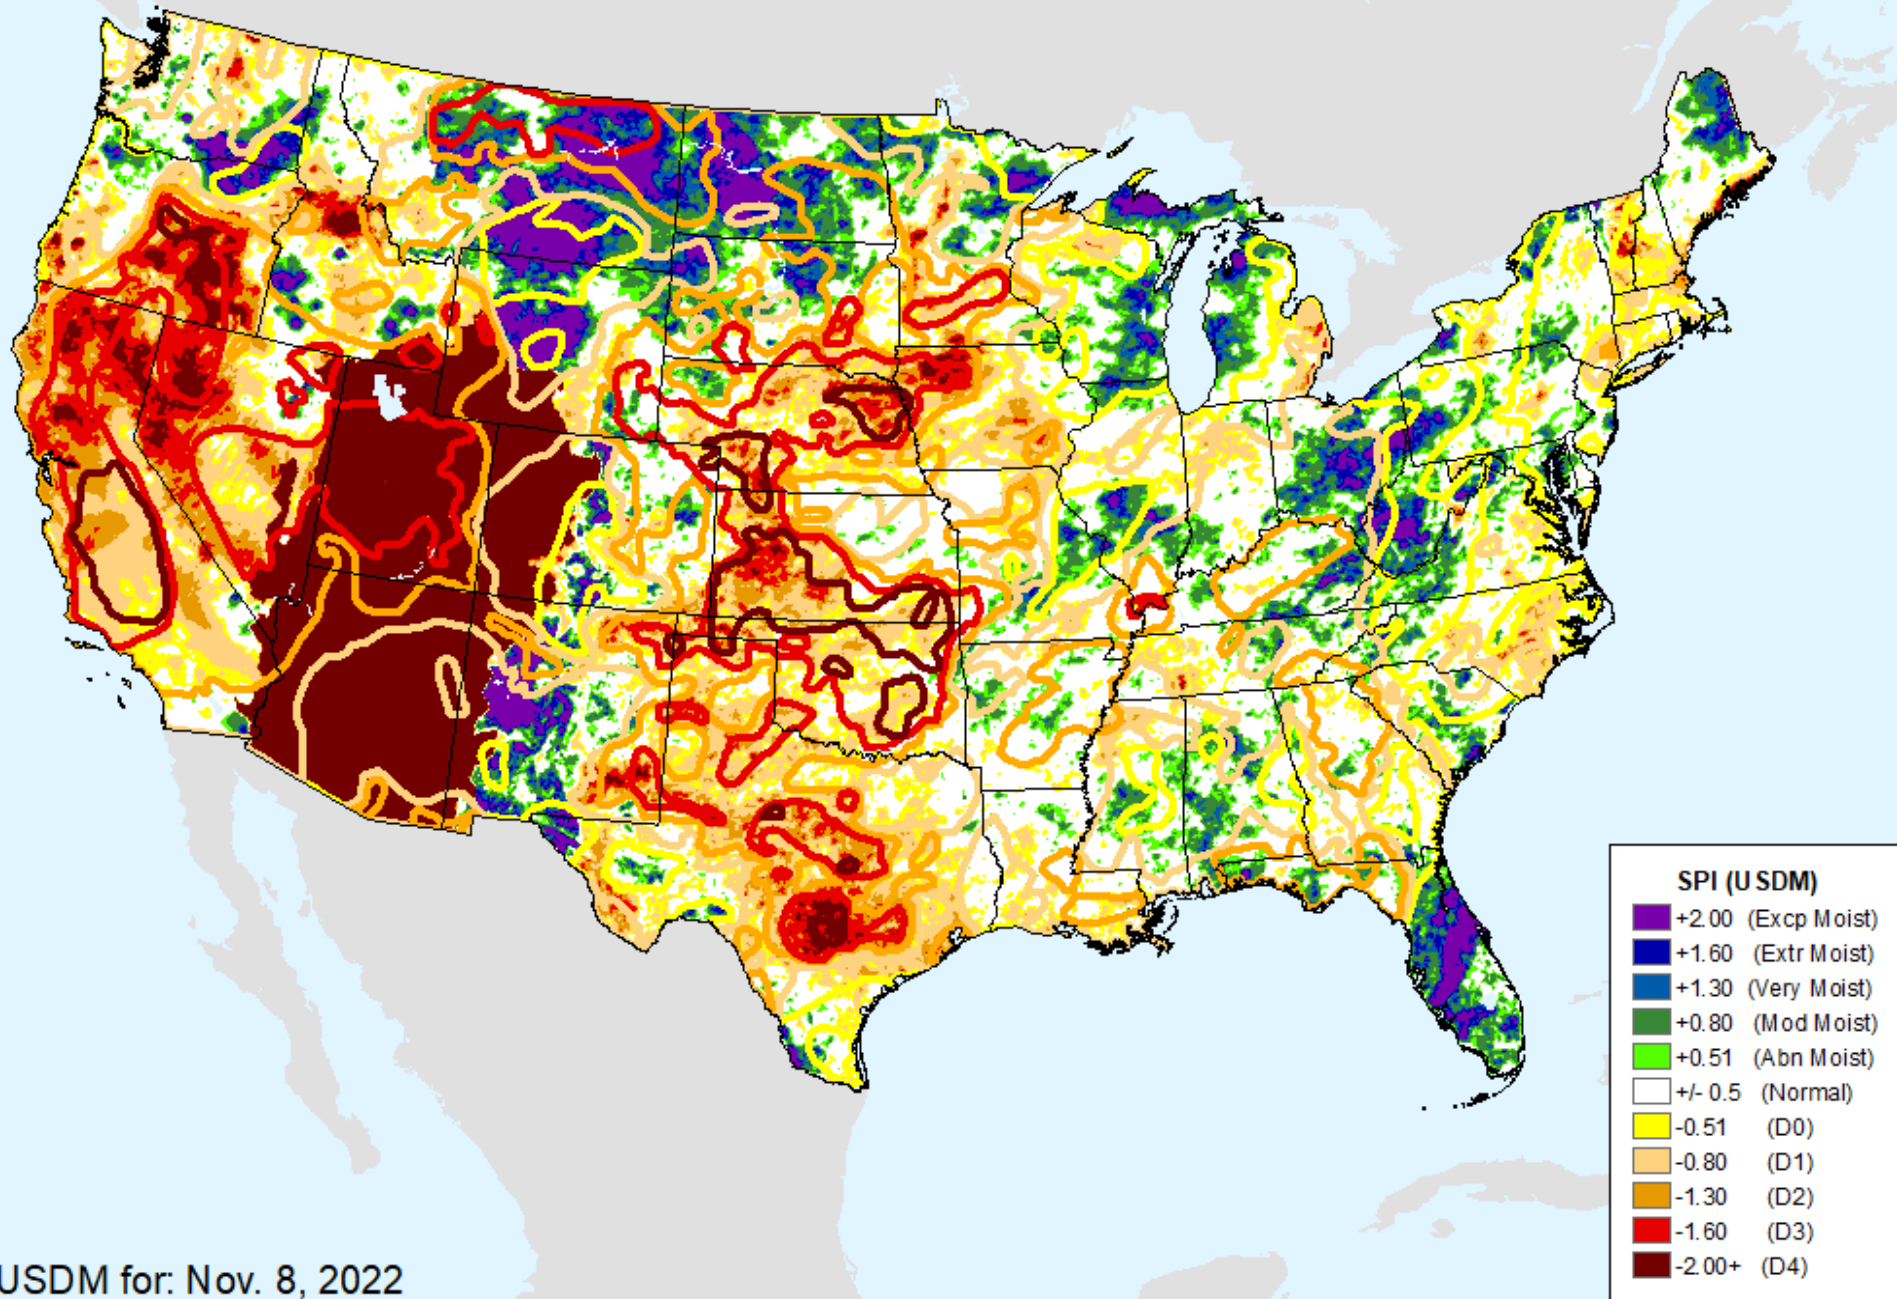 SPI (USDM)
+2.00 (Excp Moist)
+1.60 (Extr Moist)
+1.30 (Very Moist)
+0.80 (Mod Moist)
+0.51 (Abn Moist)
+/- 0.5 (Normal)
-0.51 (D0)
-0.80 (D1)
-1.30 (D2)
-1.60 (D3)
-2.00+ (D4)
USDM for: Nov. 8, 2022